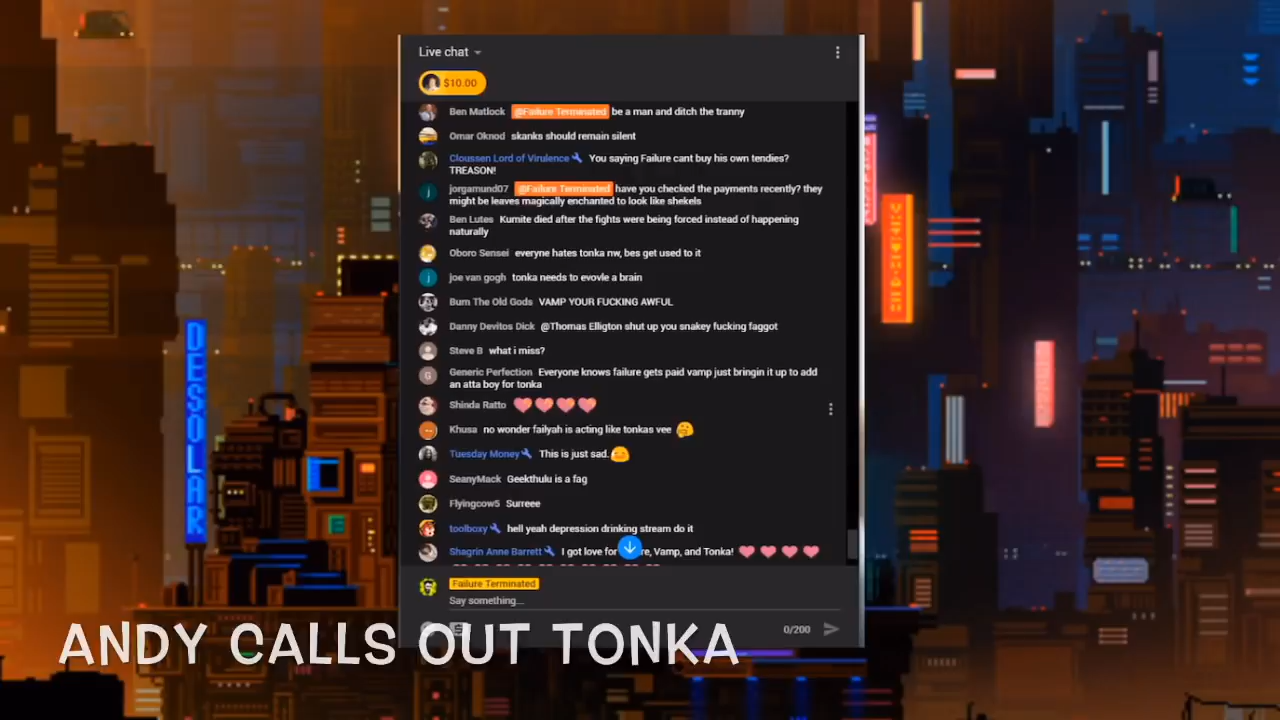 Live chat
$10.00
Ben Matlock @Failure Terminated be a man and ditch the tranny
Omar Oknod skanks should remain silent
Cloussen Lord of Virulence You saying Failure cant buy his own tendies?
TREASON!
jorgamund07 @Failure Terminated have you checked the payments recently? they
might be leaves magically enchanted to look like shekels
Ben Lutes Kumite died after the fights were being forced instead of happening
naturally
Oboro Sensei everyne hates tonka nw, bes get used to it
joe van gogh tonka needs to evovle a brain
Burn The Old Gods VAMP YOUR FUCKING AWFUL
Danny Devitos Dick @Thomas Elligton shut up you snakey fucking faggot
Steve B what i miss?
G Generic Perfection Everyone knows failure gets paid vamp just bringin it up to add
an atta boy for tonka
Shinda Ratto
Khusa no wonder failyah is acting like tonkas vee
Tuesday Money This is just sad.
SeanyMack Geekthulu is a fag
Flyingcow5 Surreee
toolboxy hell yeah depression drinking stream do it
Shagrin Anne Barrett I got love for re, Vamp, and Tonka!
Failure Terminated
Say something...
0/200
DESOLAR
ANDY CALLS OUT TONKA